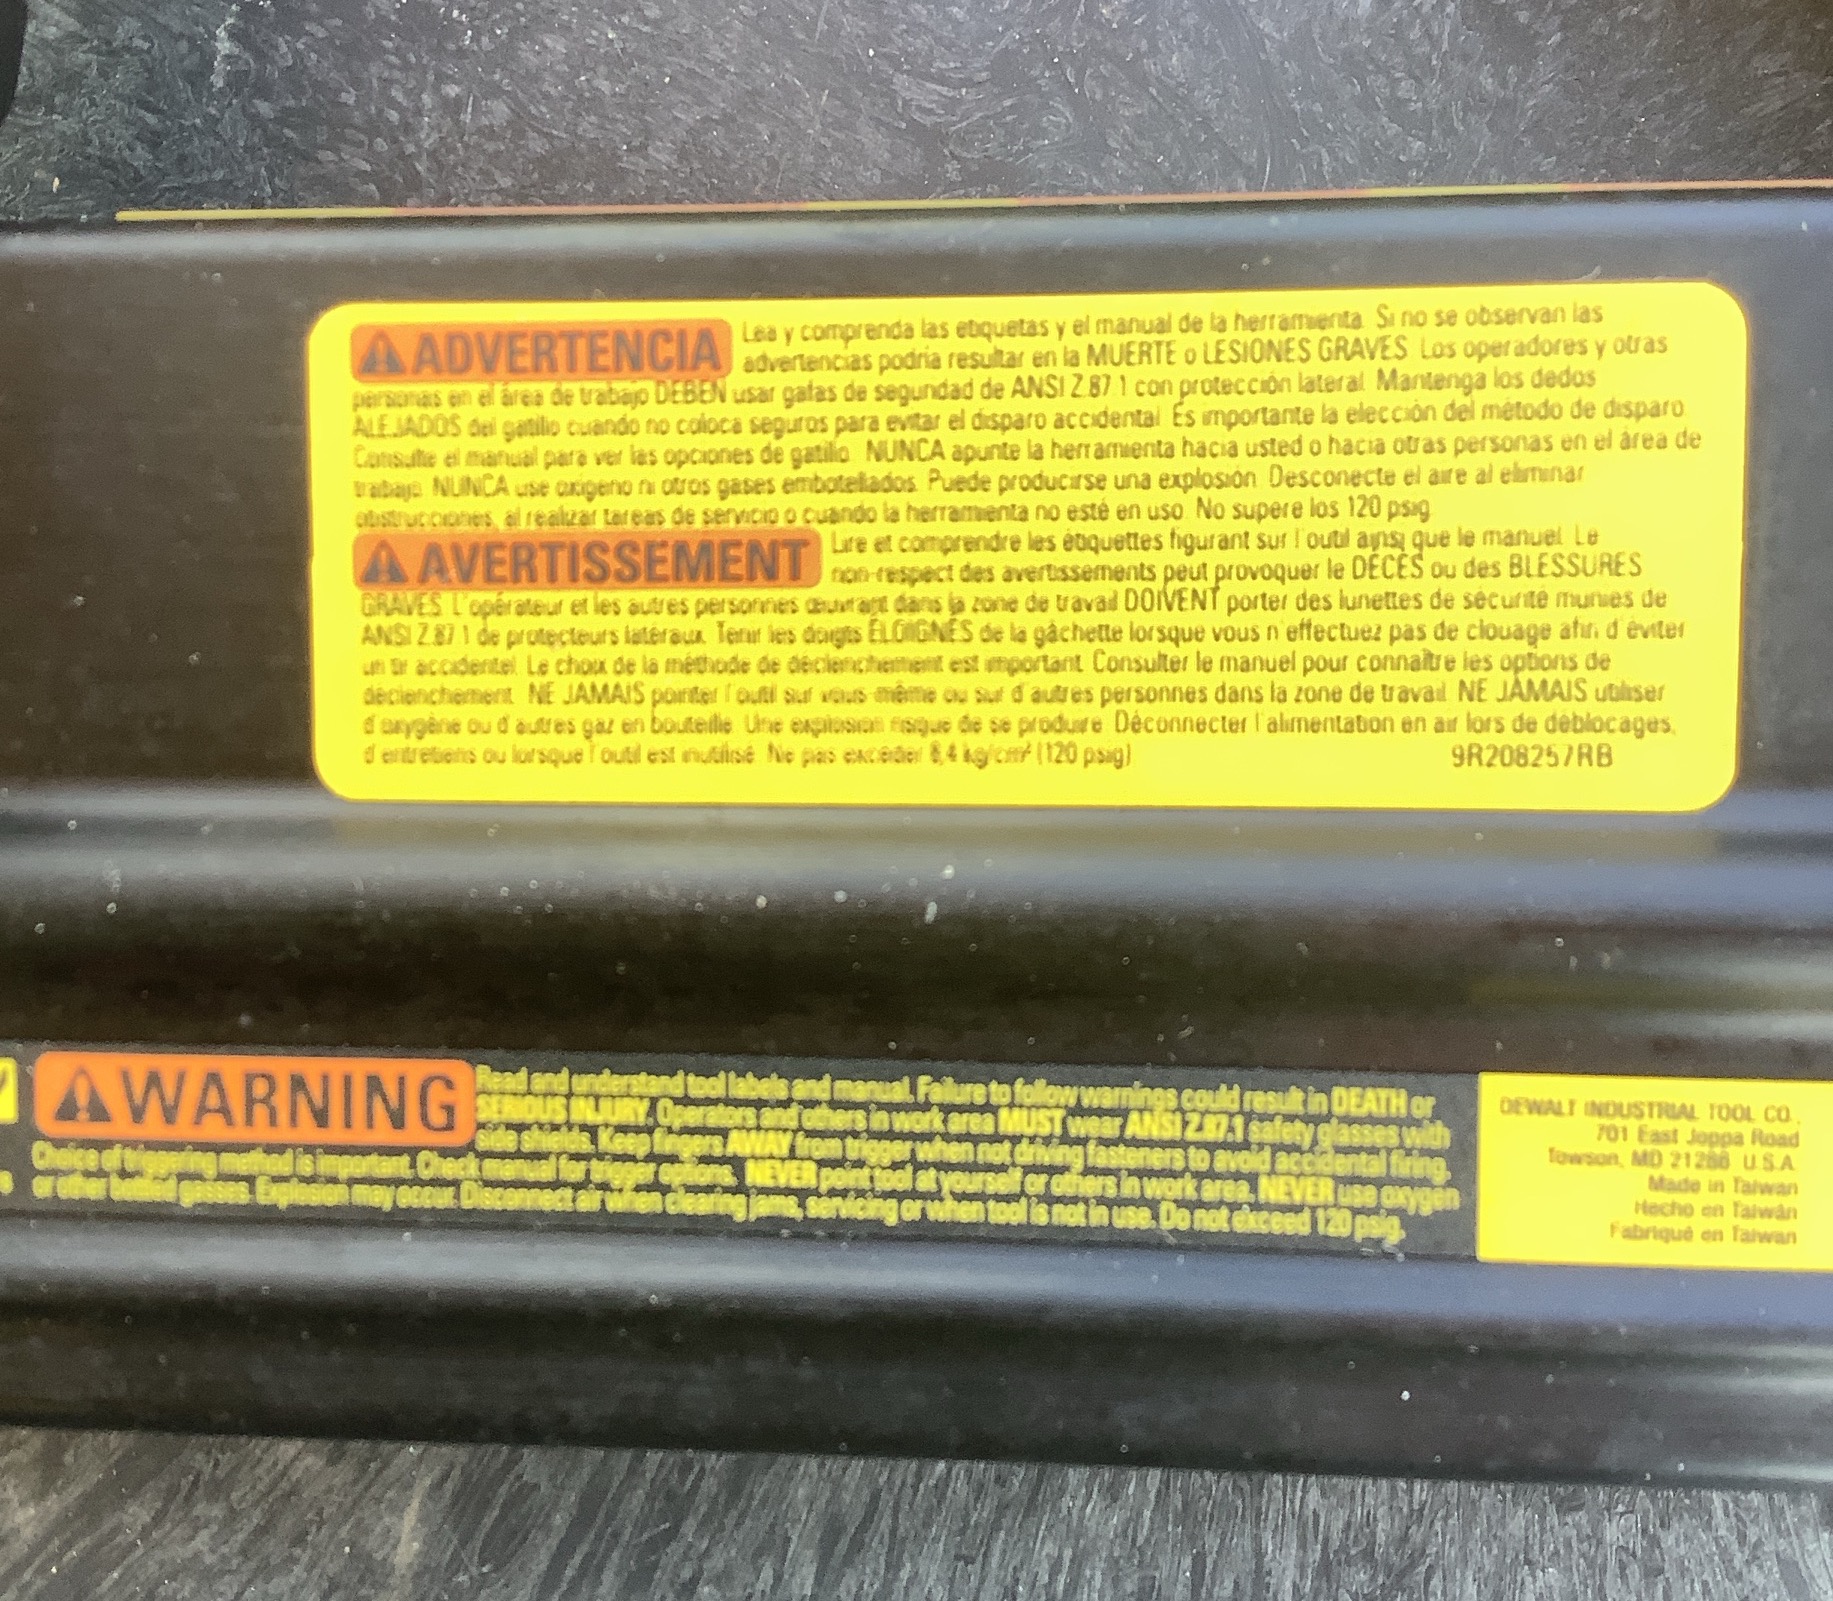 ADVERTENCIA Lea y comprenda las etiquetas y el manual de la herramienta. Si no se observan las
advertencias podría resultar en la MUERTE o LESIONES GRAVES. Los operadores y otras
personas en el área de trabajo DEBEN usar gafas de seguridad de ANSI Z.87.1 con protección lateral. Mantenga los dedos
ALEJADOS del gatillo cuando no coloca seguros para evitar el disparo accidental. Es importante la elección del método de disparo.
Consulte el manual para ver las opciones de gatillo. NUNCA apunte la herramienta hacia usted o hacia otras personas en el área de
trabajo. NUNCA use oxígeno ni otros gases embotellados. Puede producirse una explosión. Desconecte el aire al eliminar
obstrucciones, al realizar tareas de servicio o cuando la herramienta no esté en uso. No supere los 120 psig.
AVERTISSEMENT Lire et comprendre les étiquettes figurant sur l'outil ainsi que le manuel. Le
non-respect des avertissements peut provoquer le DÉCÈS ou des BLESSURES
GRAVES. L'opérateur et les autres personnes œuvrant dans la zone de travail DOIVENT porter des lunettes de sécurité munies de
ANSI Z.87.1 de protecteurs latéraux. Tenir les doigts ÉLOIGNÉS de la gâchette lorsque vous n'effectuez pas de clouage afin d'éviter
un tir accidentel. Le choix de la méthode de déclenchement est important. Consulter le manuel pour connaître les options de
déclenchement. NE JAMAIS pointer l'outil sur vous-même ou sur d'autres personnes dans la zone de travail. NE JAMAIS utiliser
d'oxygène ou d'autres gaz en bouteille. Une explosion risque de se produire. Déconnecter l'alimentation en air lors de déblocages,
d'entretiens ou lorsque l'outil est inutilisé. Ne pas excéder 8,4 kg/cm² (120 psig)
9R208257RB
WARNING Read and understand tool labels and manual. Failure to follow warnings could result in DEATH or
SERIOUS INJURY. Operators and others in work area MUST wear ANSI Z.87.1 safety glasses with
side shields. Keep fingers AWAY from trigger when not driving fasteners to avoid accidental firing.
Choice of triggering method is important. Check manual for trigger options. NEVER point tool at yourself or others in work area. NEVER use oxygen
or other bottled gasses. Explosion may occur. Disconnect air when clearing jams, servicing or when tool is not in use. Do not exceed 120 psig.
DEWALT INDUSTRIAL TOOL CO.,
701 East Joppa Road
Towson, MD 21286 U.S.A.
Made in Taiwan
Hecho en Taiwán
Fabriqué en Taiwan